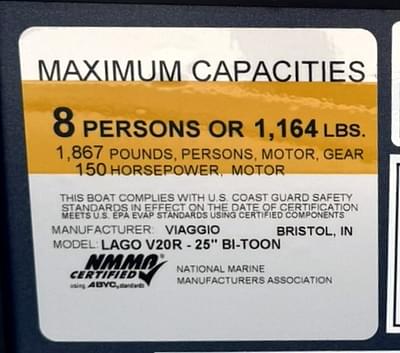 MAXIMUM CAPACITIES
8 PERSONS OR 1,164 LBS.
1,867 POUNDS, PERSONS, MOTOR, GEAR
150 HORSEPOWER, MOTOR
THIS BOAT COMPLIES WITH U.S. COAST GUARD SAFETY
STANDARDS IN EFFECT ON THE DATE OF CERTIFICATION
MEETS U.S. EPA EVAP STANDARDS USING CERTIFIED COMPONENTS
MANUFACTURER: VIAGGIO BRISTOL, IN
MODEL: LAGO V20R - 25" BI-TOON
NMMA
CERTIFIED
using ABYC standards
NATIONAL MARINE
MANUFACTURERS ASSOCIATION